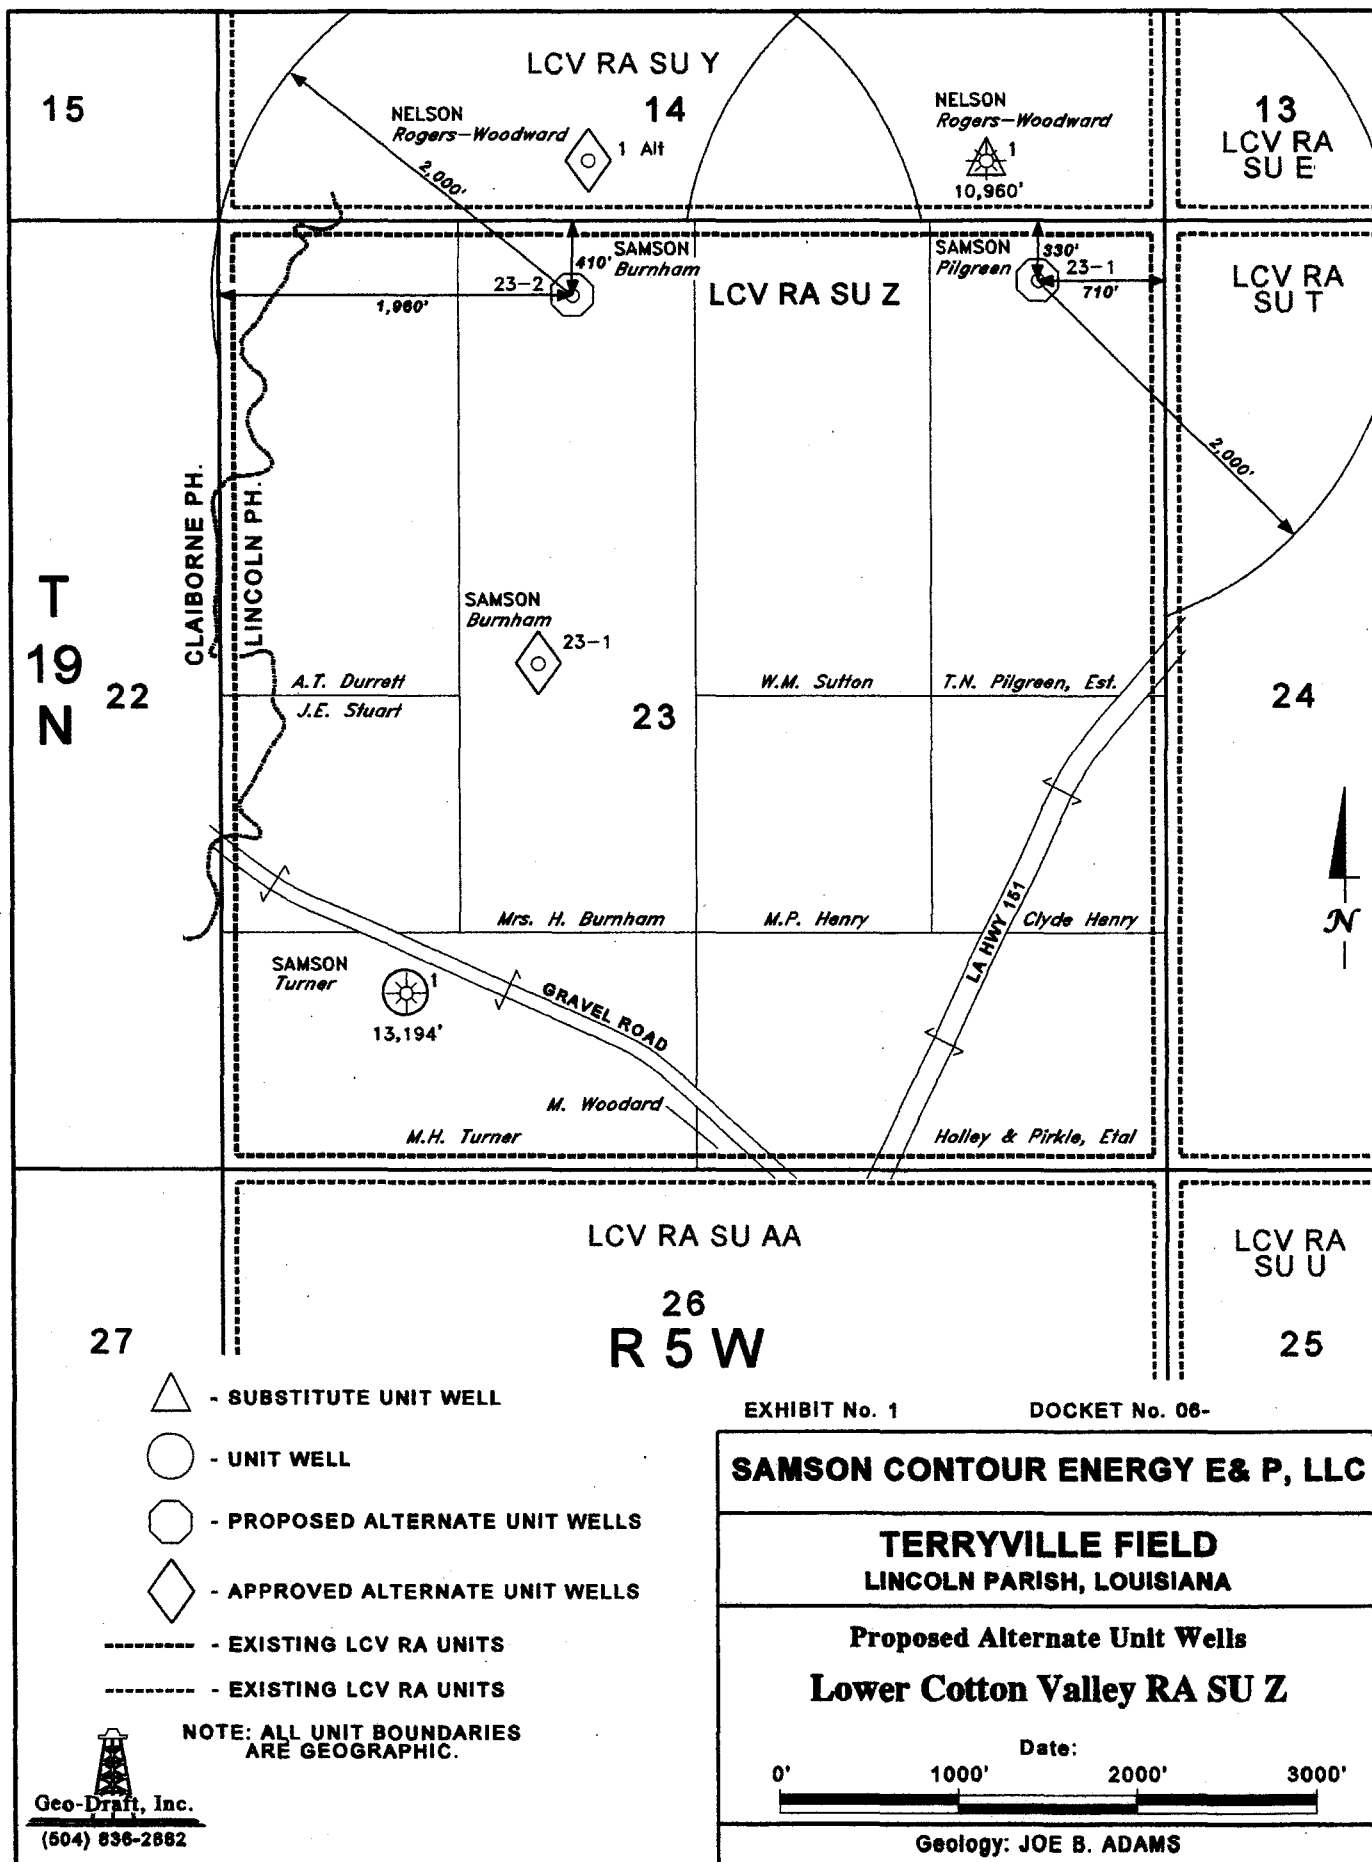 LCV RA SU Y
15
14
13
LCV RA
SU E
NELSON
Rogers-Woodward
1 Alt
NELSON
Rogers-Woodward
1
10,960'
2,000'
SAMSON
Burnham
410'
23-2
1,960'
LCV RA SU Z
SAMSON
Pilgreen
330'
23-1
710'
LCV RA
SU T
2,000'
CLAIBORNE PH.
LINCOLN PH.
T
19
N
22
SAMSON
Burnham
23-1
A.T. Durrett
J.E. Stuart
23
W.M. Sutton
T.N. Pilgreen, Est.
24
Mrs. H. Burnham
M.P. Henry
LA HWY 151
Clyde Henry
N
SAMSON
Turner
1
13,194'
GRAVEL ROAD
M. Woodard
M.H. Turner
Holley & Pirkle, Etal
LCV RA SU AA
LCV RA
SU U
26
R 5 W
27
25
- SUBSTITUTE UNIT WELL
- UNIT WELL
- PROPOSED ALTERNATE UNIT WELLS
- APPROVED ALTERNATE UNIT WELLS
- EXISTING LCV RA UNITS
- EXISTING LCV RA UNITS
NOTE: ALL UNIT BOUNDARIES
ARE GEOGRAPHIC.
Geo-Draft, Inc.
(504) 836-2882
EXHIBIT No. 1
DOCKET No. 06-
SAMSON CONTOUR ENERGY E& P, LLC
TERRYVILLE FIELD
LINCOLN PARISH, LOUISIANA
Proposed Alternate Unit Wells
Lower Cotton Valley RA SU Z
Date:
0' 1000' 2000' 3000'
Geology: JOE B. ADAMS